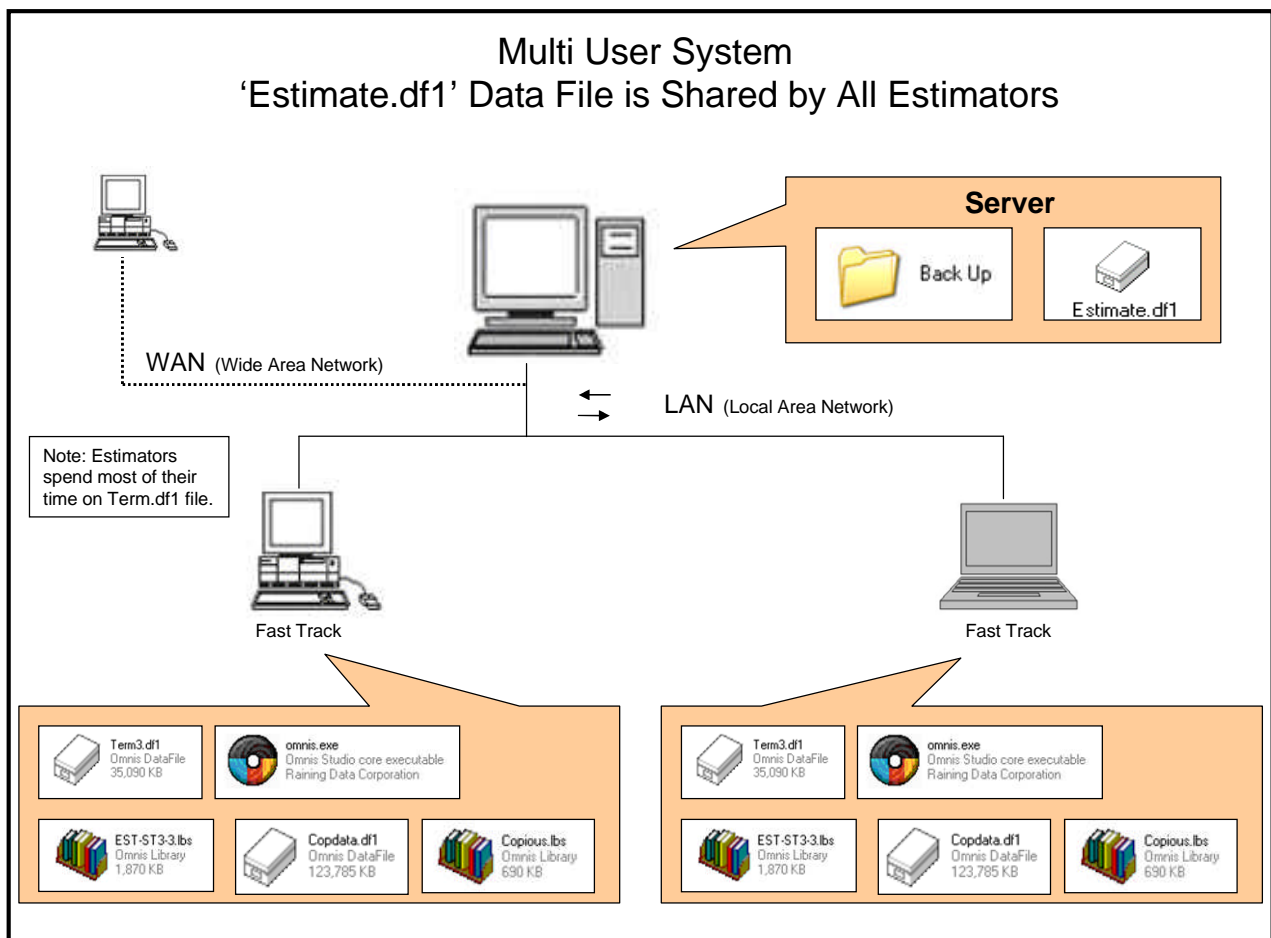 Multi User System
‘Estimate.df1’ Data File is Shared by All Estimators
Server
Back Up
Estimate.df1
WAN (Wide Area Network)
LAN (Local Area Network)
Note: Estimators
spend most of their
time on Term.df1 file.
Fast Track
Fast Track
Term3.df1
Omnis DataFile
35,090 KB
omnis.exe
Omnis Studio core executable
Raining Data Corporation
EST-ST3-3.lbs
Omnis Library
1,870 KB
Copdata.df1
Omnis DataFile
123,785 KB
Copious.lbs
Omnis Library
690 KB
Term3.df1
Omnis DataFile
35,090 KB
omnis.exe
Omnis Studio core executable
Raining Data Corporation
EST-ST3-3.lbs
Omnis Library
1,870 KB
Copdata.df1
Omnis DataFile
123,785 KB
Copious.lbs
Omnis Library
690 KB